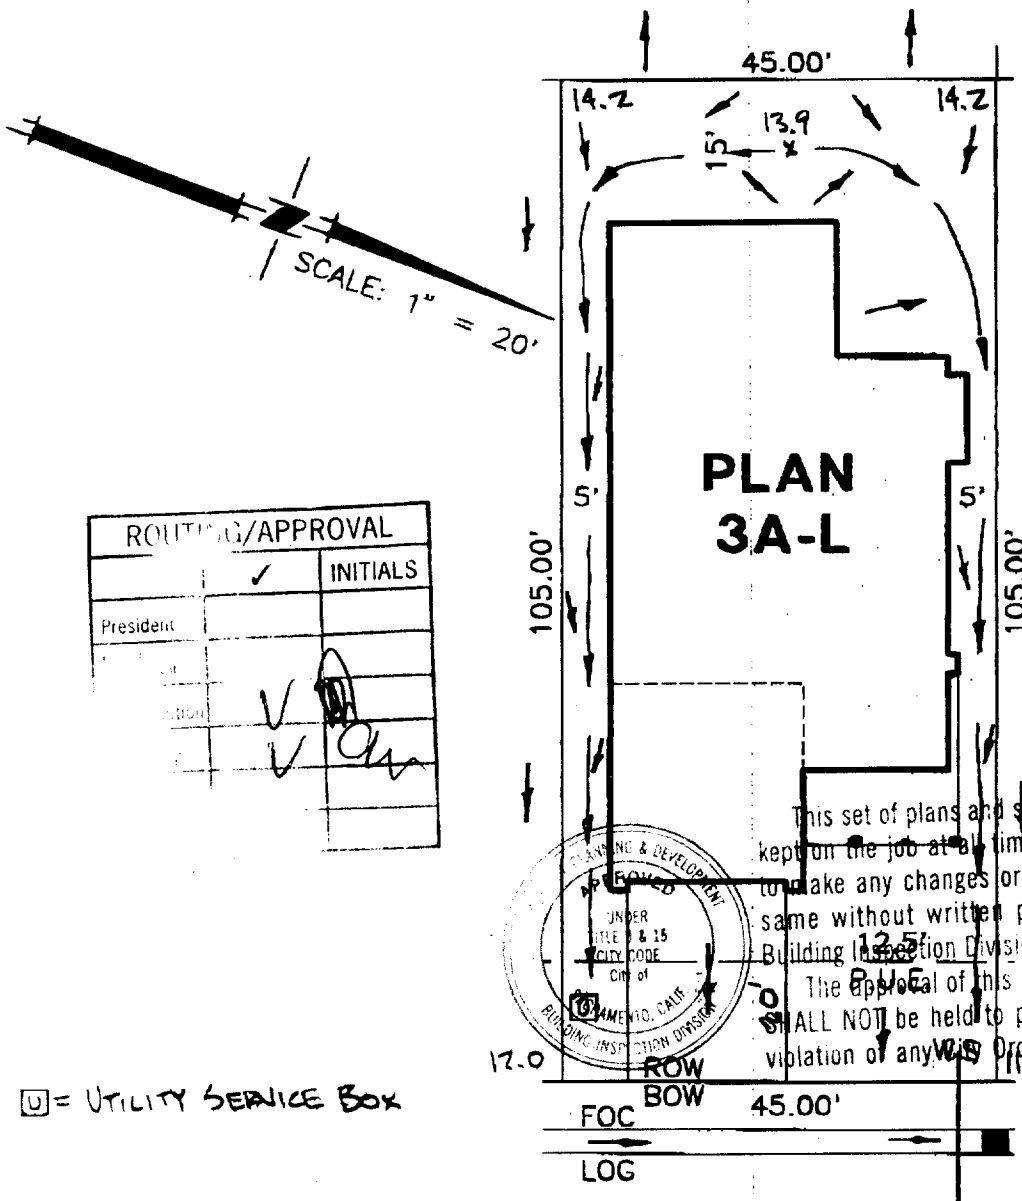 45.00'
14.2
14.2
13.9
x
15'
SCALE: 1" = 20'
PLAN
3A-L
5'
5'
105.00'
105.00'
ROUTING/APPROVAL
✓ INITIALS
President
This set of plans and s
kept on the job at all tim
to make any changes or
same without written p
Building Inspection Divisi
The approval of this
SHALL NOT be held to p
violation of any City Ord
PLANNING & DEVELOPMENT
APPROVED
UNDER
TITLE 9 & 15
CITY CODE
City of
SACRAMENTO, CALIF.
BUILDING INSPECTION DIVISION
12.5'
P.U.E.
U
20'
12.0
W.S
ROW
BOW
45.00'
FOC
LOG
U = UTILITY SERVICE BOX